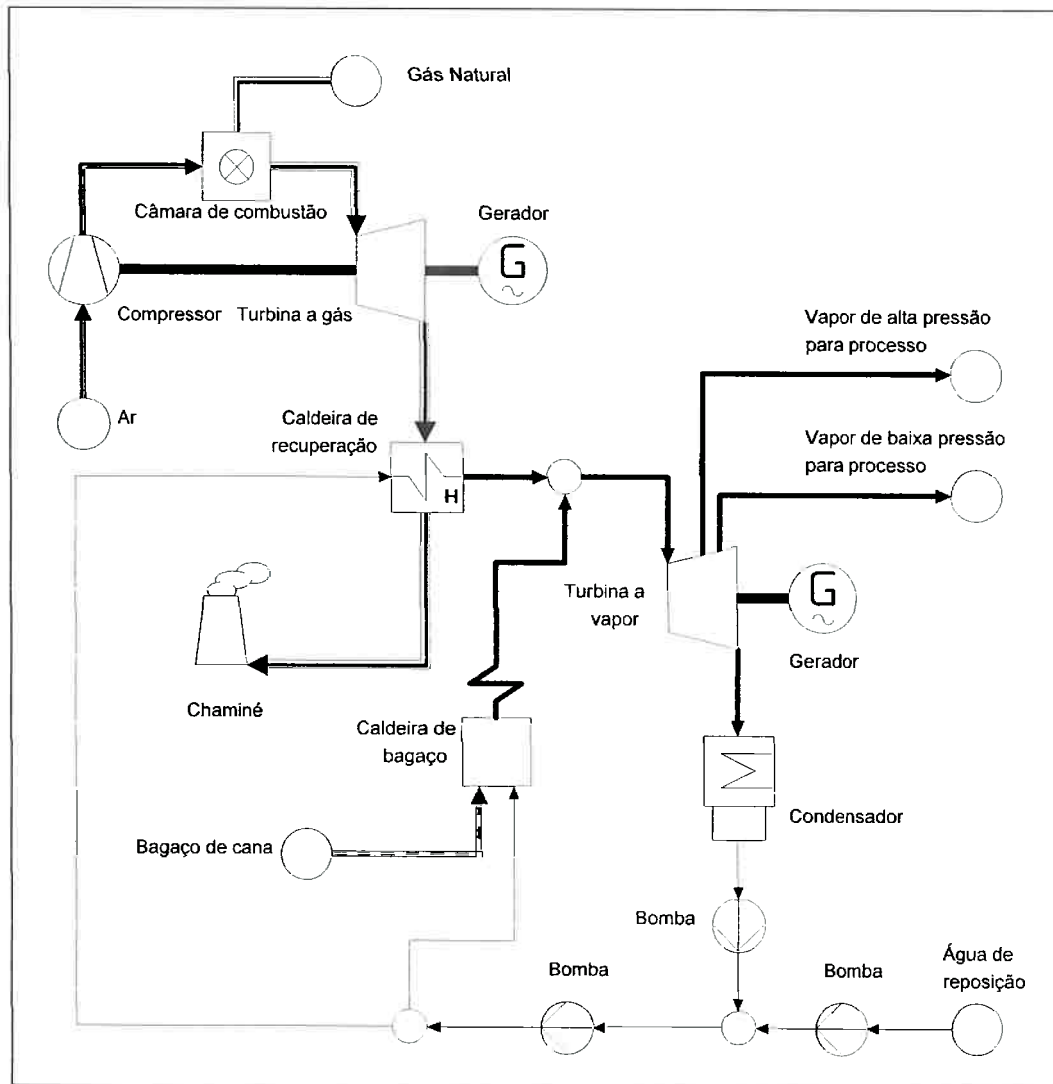 Gás Natural
Câmara de combustão
Gerador
G
Compressor
Turbina a gás
Vapor de alta pressão
para processo
Ar
Caldeira de
recuperação
Vapor de baixa pressão
para processo
H
Turbina a
vapor
G
Gerador
Chaminé
Caldeira de
bagaço
Condensador
Bagaço de cana
Bomba
Bomba
Bomba
Água de
reposição